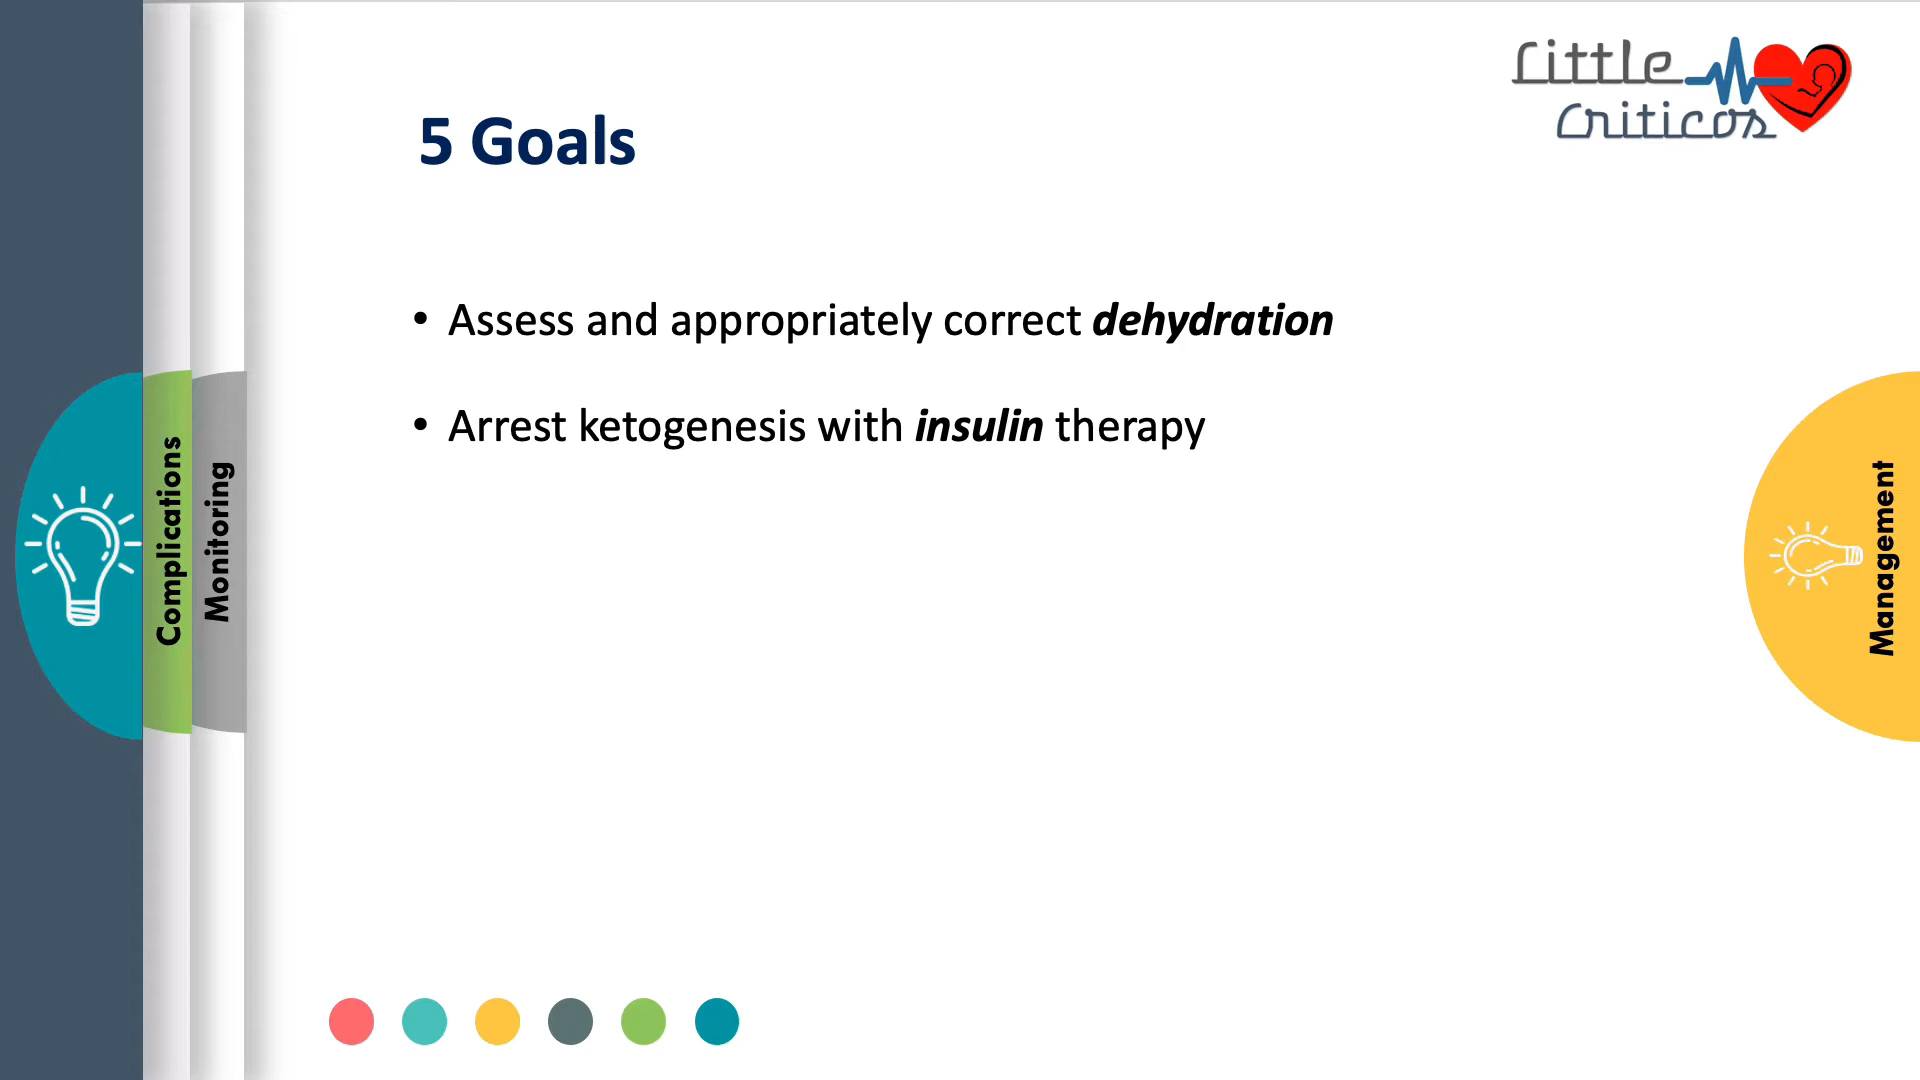 Little
Criticos
5 Goals
• Assess and appropriately correct dehydration
• Arrest ketogenesis with insulin therapy
Complications
Monitoring
Management